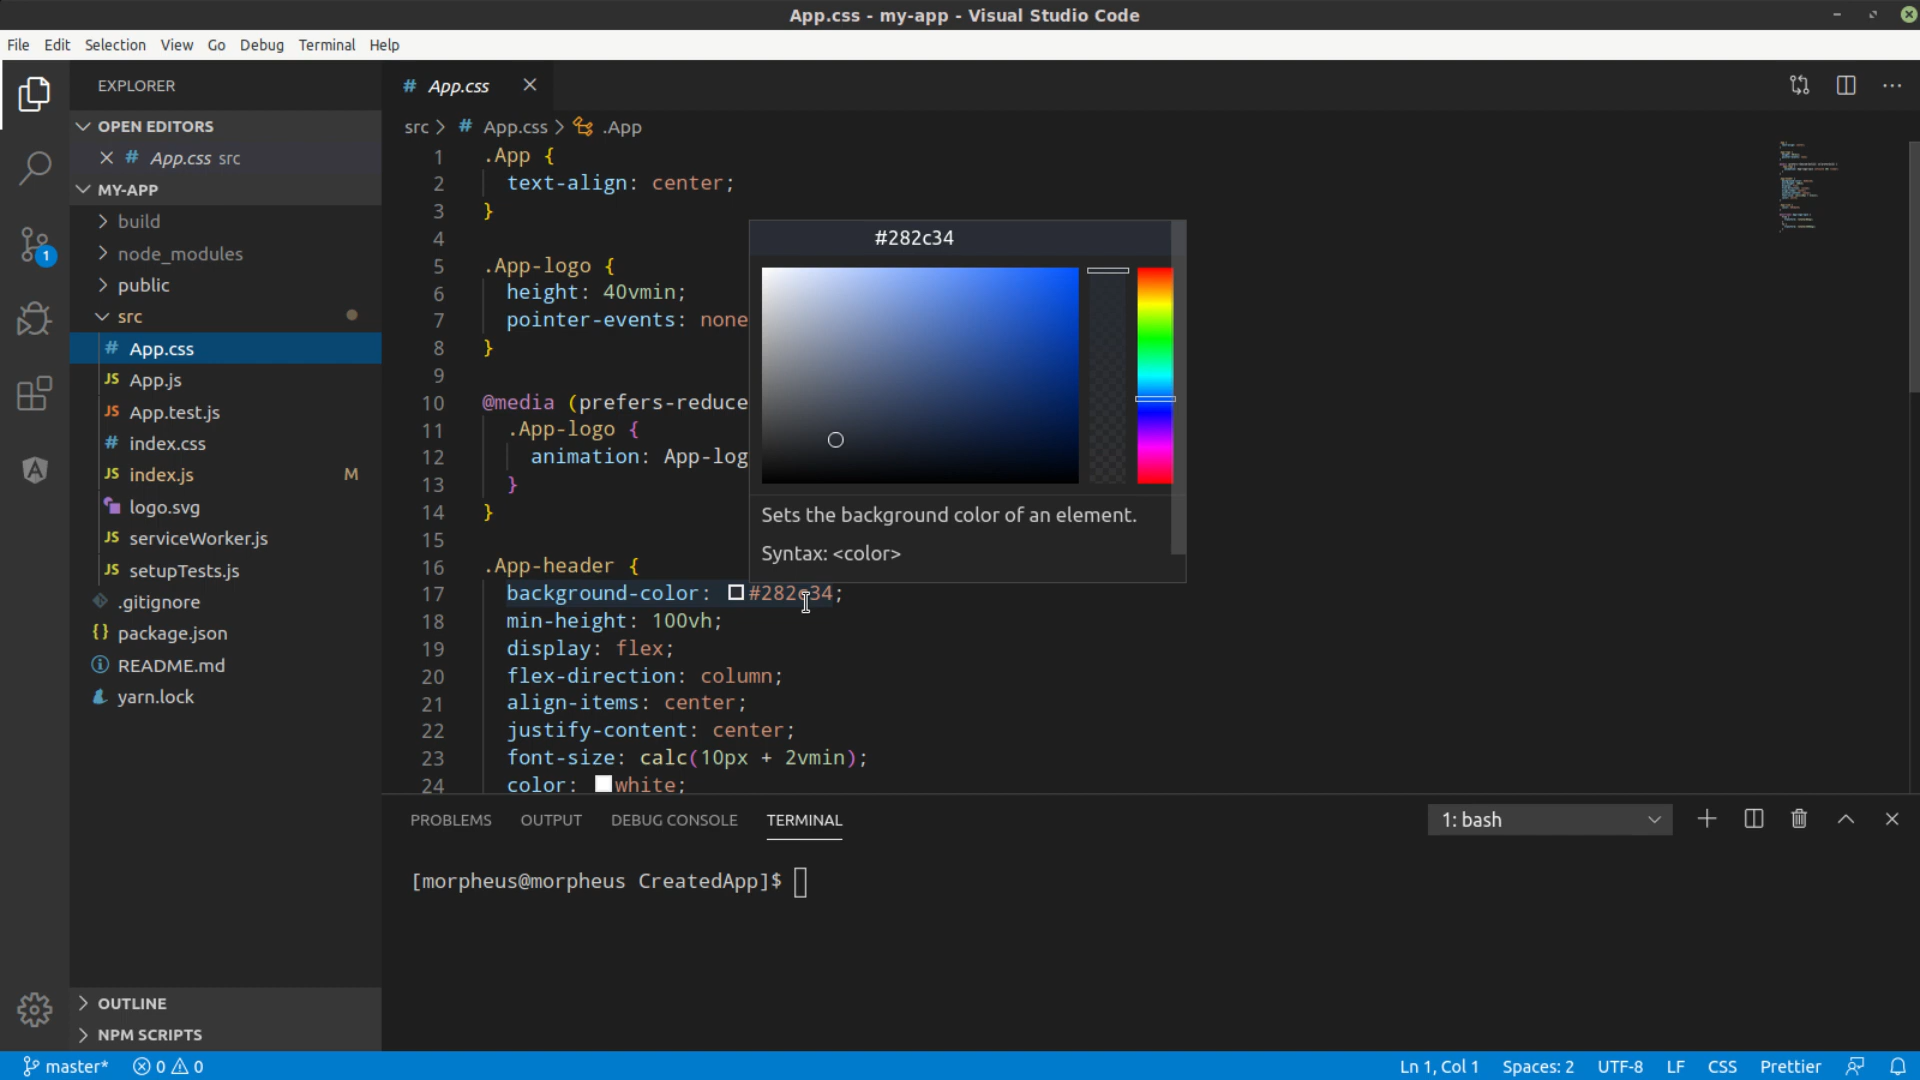 App.css - my-app - Visual Studio Code
File Edit Selection View Go Debug Terminal Help
EXPLORER
OPEN EDITORS
# App.css src
MY-APP
build
node_modules
public
src
# App.css
JS App.js
JS App.test.js
# index.css
JS index.js M
logo.svg
JS serviceWorker.js
JS setupTests.js
.gitignore
{} package.json
README.md
yarn.lock
OUTLINE
NPM SCRIPTS
1
# App.css
src > # App.css > .App
1 .App {
2 text-align: center;
3 }
4
5 .App-logo {
6 height: 40vmin;
7 pointer-events: none
8 }
9
10 @media (prefers-reduce
11 .App-logo {
12 animation: App-log
13 }
14 }
15
16 .App-header {
17 background-color: #282c34;
18 min-height: 100vh;
19 display: flex;
20 flex-direction: column;
21 align-items: center;
22 justify-content: center;
23 font-size: calc(10px + 2vmin);
24 color: white;
#282c34
Sets the background color of an element.
Syntax: <color>
PROBLEMS OUTPUT DEBUG CONSOLE TERMINAL 1: bash
[morpheus@morpheus CreatedApp]$
master* 0 0 Ln 1, Col 1 Spaces: 2 UTF-8 LF CSS Prettier